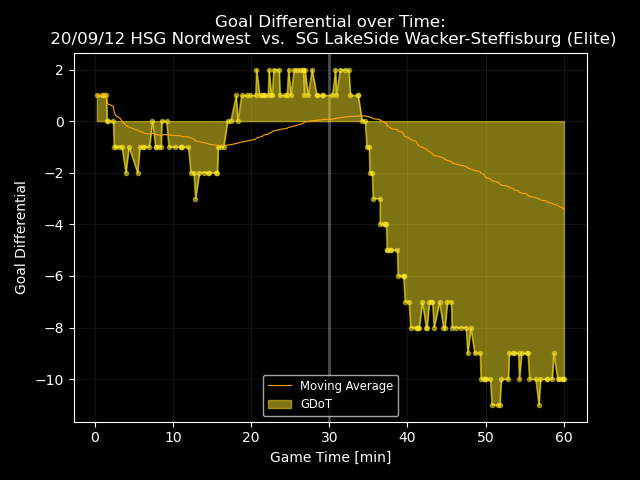 Goal Differential over Time:
20/09/12 HSG Nordwest vs. SG LakeSide Wacker-Steffisburg (Elite)
Goal Differential
2
0
−2
−4
−6
−8
−10
Moving Average
GDoT
0 10 20 30 40 50 60
Game Time [min]